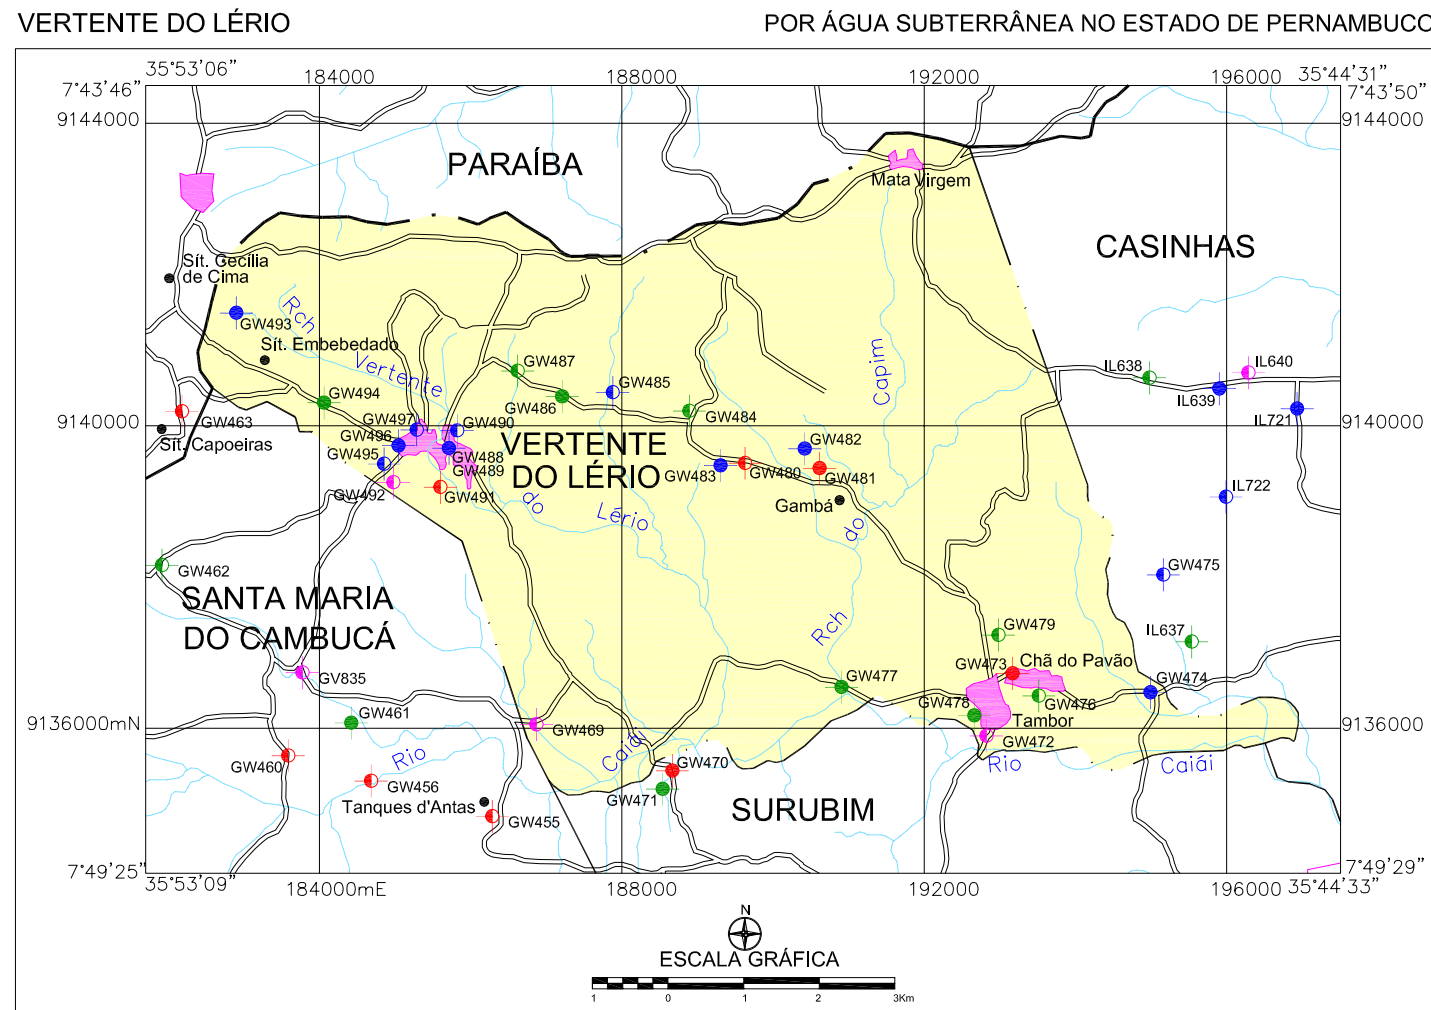 VERTENTE DO LÉRIO
POR ÁGUA SUBTERRÂNEA NO ESTADO DE PERNAMBUCO
35°53'06"
184000
188000
192000
196000
35°44'31"
7°43'46"
7°43'50"
9144000
9144000
PARAÍBA
Mata Virgem
CASINHAS
Sít. Cecília
de Cima
Rch
GW493
Sít. Embebedado
Vertente
GW487
Capim
IL638
IL640
GW494
GW485
IL639
GW486
GW484
IL721
GW463
9140000
9140000
Sít. Capoeiras
GW497
GW490
GW496
VERTENTE
DO LÉRIO
GW482
GW495
GW488
GW489
GW483
GW480
GW481
GW492
GW491
IL722
do
Lério
Gambá
do
GW462
GW475
SANTA MARIA
DO CAMBUCÁ
Rch
GW479
IL637
GV835
GW477
GW473
Chã do Pavão
GW474
GW478
GW476
GW461
9136000mN
9136000
GW469
Tambor
GW472
Caiái
Rio
GW460
GW470
Rio
Caiái
GW456
GW471
Tanques d'Antas
GW455
SURUBIM
7°49'25"
7°49'29"
35°53'09"
184000mE
188000
192000
196000
35°44'33"
N
ESCALA GRÁFICA
1
0
1
2
3Km